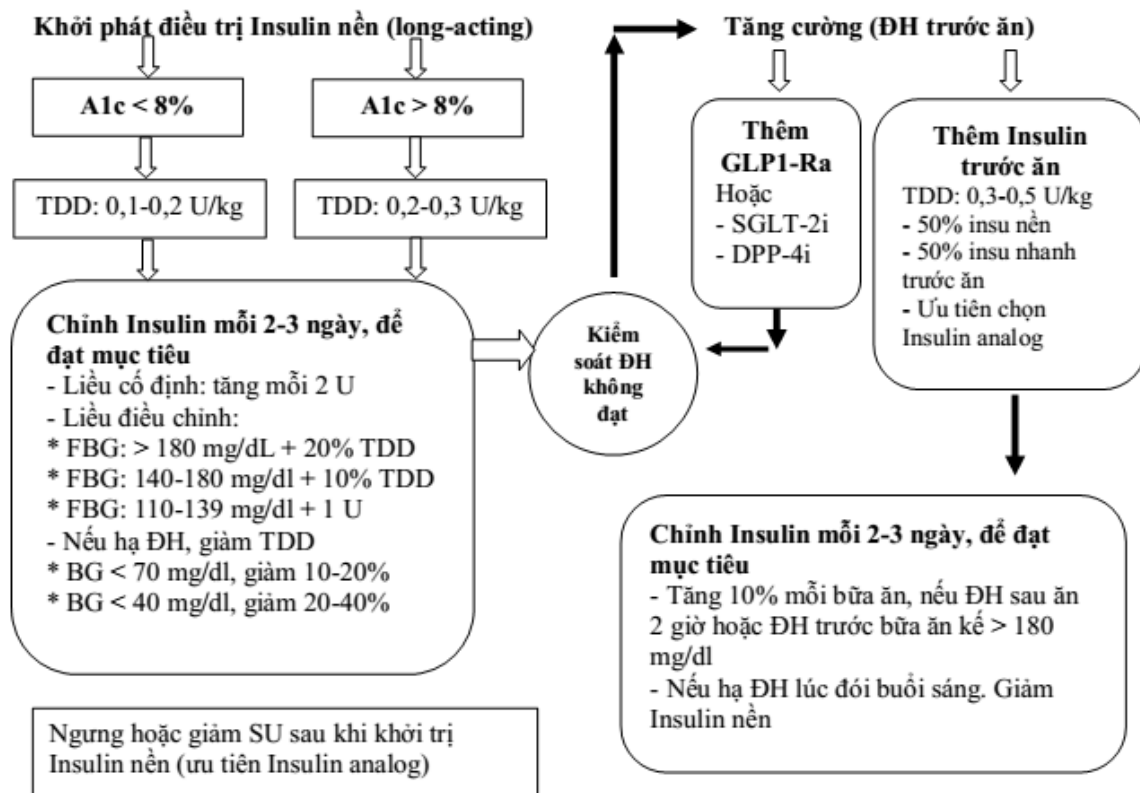 Khởi phát điều trị Insulin nền (long-acting)
A1c < 8%
A1c > 8%
TDD: 0,1-0,2 U/kg
TDD: 0,2-0,3 U/kg
Chỉnh Insulin mỗi 2-3 ngày, để
đạt mục tiêu
- Liều cố định: tăng mỗi 2 U
- Liều điều chỉnh:
* FBG: > 180 mg/dL + 20% TDD
* FBG: 140-180 mg/dl + 10% TDD
* FBG: 110-139 mg/dl + 1 U
- Nếu hạ ĐH, giảm TDD
* BG < 70 mg/dl, giảm 10-20%
* BG < 40 mg/dl, giảm 20-40%
Ngưng hoặc giảm SU sau khi khởi trị
Insulin nền (ưu tiên Insulin analog)
Kiểm
soát ĐH
không
đạt
Tăng cường (ĐH trước ăn)
Thêm
GLP1-Ra
Hoặc
- SGLT-2i
- DPP-4i
Thêm Insulin
trước ăn
TDD: 0,3-0,5 U/kg
- 50% insu nền
- 50% insu nhanh
trước ăn
- Ưu tiên chọn
Insulin analog
Chỉnh Insulin mỗi 2-3 ngày, để đạt
mục tiêu
- Tăng 10% mỗi bữa ăn, nếu ĐH sau ăn
2 giờ hoặc ĐH trước bữa ăn kế > 180
mg/dl
- Nếu hạ ĐH lúc đói buổi sáng. Giảm
Insulin nền